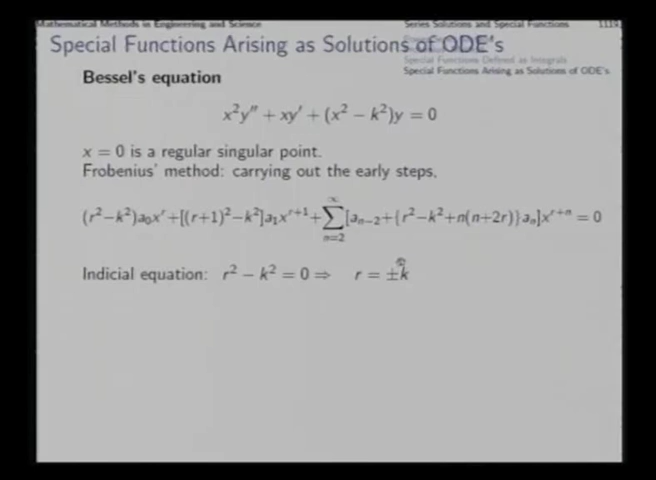 Mathematical Methods in Engineering and Science
Series Solutions and Special Functions
Special Functions Arising as Solutions of ODE's
Special Functions Defined as Integrals
Special Functions Arising as Solutions of ODE's
Bessel's equation
x²y″ + xy′ + (x² − k²)y = 0
x = 0 is a regular singular point.
Frobenius' method: carrying out the early steps,
(r²−k²)a₀xʳ+[(r+1)²−k²]a₁xʳ⁺¹+∑_{n=2}^{∞}[aₙ₋₂+{r²−k²+n(n+2r)}aₙ]xʳ⁺ⁿ = 0
Indicial equation: r² − k² = 0 ⇒ r = ±k